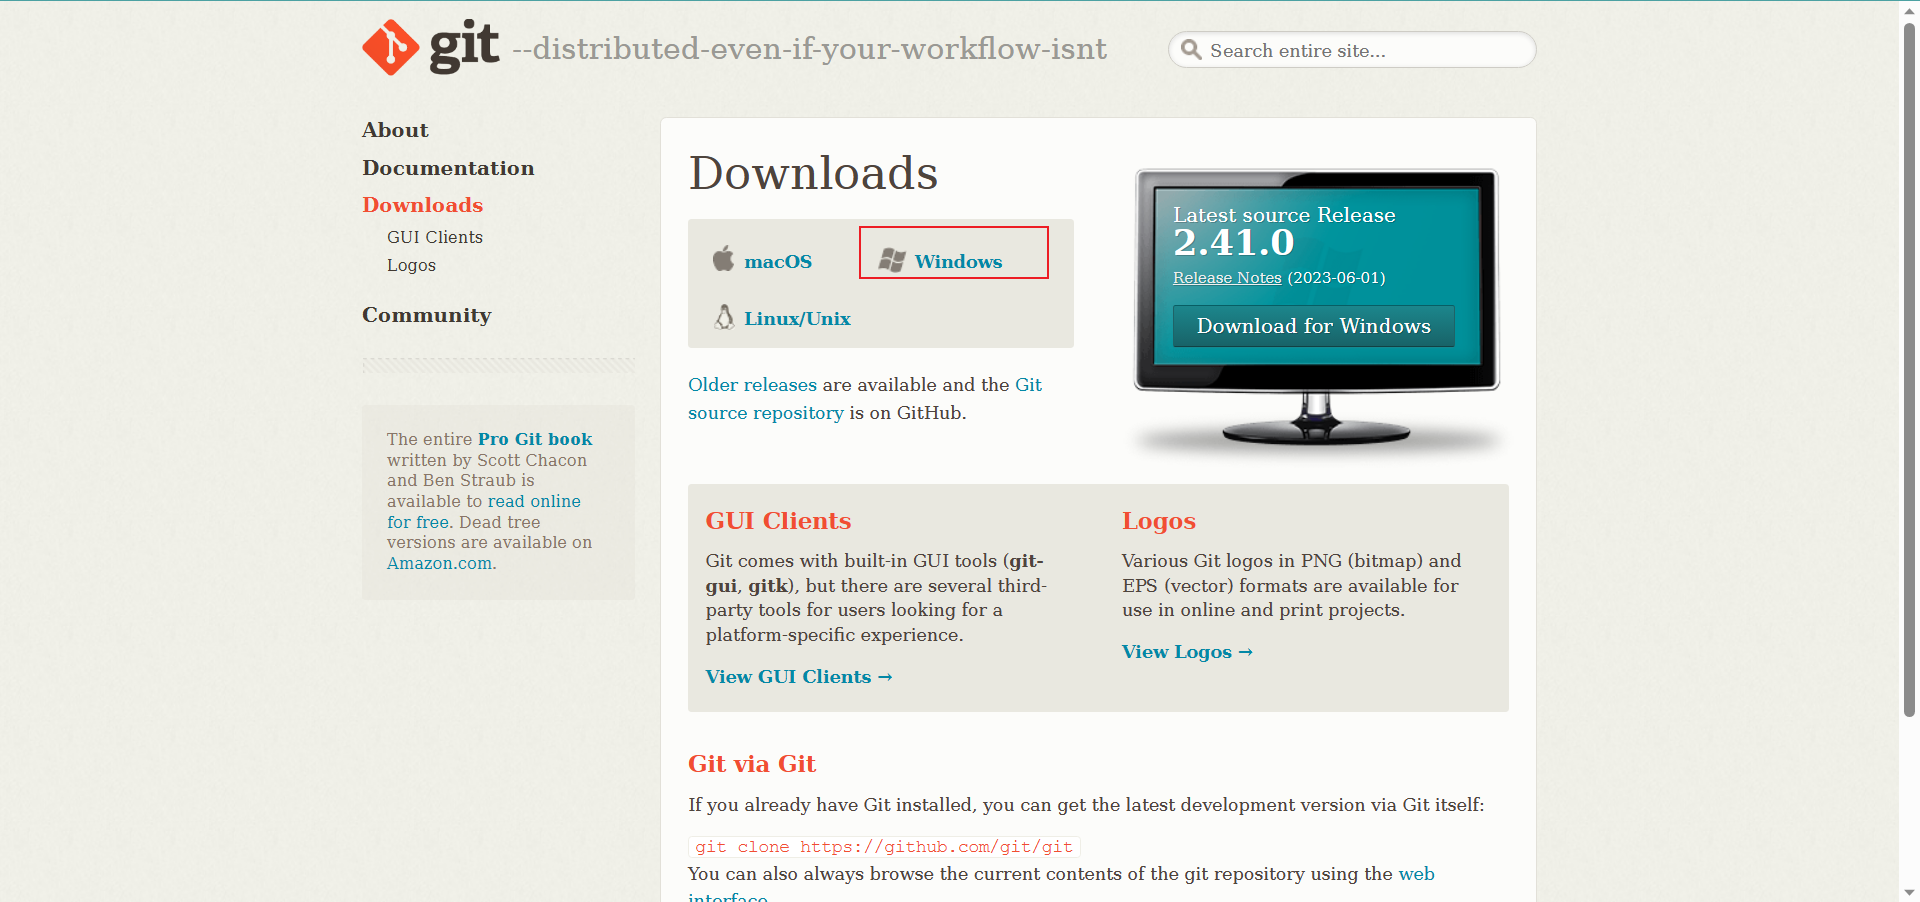 git --distributed-even-if-your-workflow-isnt
Search entire site...
About
Documentation
Downloads
GUI Clients
Logos
Community
The entire Pro Git book
written by Scott Chacon
and Ben Straub is
available to read online
for free. Dead tree
versions are available on
Amazon.com.
Downloads
macOS
Windows
Linux/Unix
Older releases are available and the Git
source repository is on GitHub.
Latest source Release
2.41.0
Release Notes (2023-06-01)
Download for Windows
GUI Clients
Git comes with built-in GUI tools (git-
gui, gitk), but there are several third-
party tools for users looking for a
platform-specific experience.
View GUI Clients →
Logos
Various Git logos in PNG (bitmap) and
EPS (vector) formats are available for
use in online and print projects.
View Logos →
Git via Git
If you already have Git installed, you can get the latest development version via Git itself:
git clone https://github.com/git/git
You can also always browse the current contents of the git repository using the web
interface.